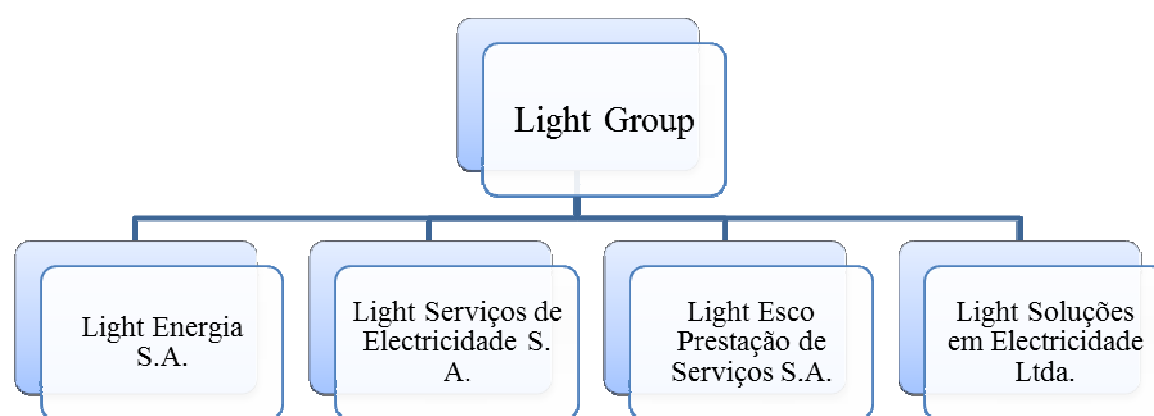 Light Group
Light Energia
S.A.
Light Serviços de
Electricidade S.
A.
Light Esco
Prestação de
Serviços S.A.
Light Soluções
em Electricidade
Ltda.